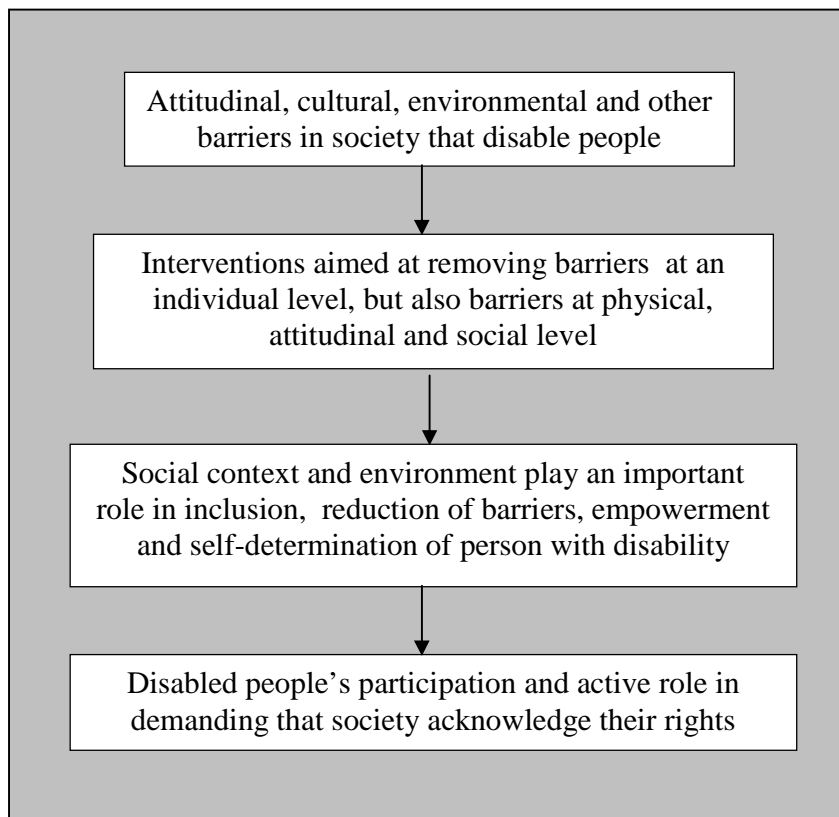 Attitudinal, cultural, environmental and other
barriers in society that disable people
Interventions aimed at removing barriers  at an
individual level, but also barriers at physical,
attitudinal and social level
Social context and environment play an important
role in inclusion,  reduction of barriers, empowerment
and self-determination of person with disability
Disabled people’s participation and active role in
demanding that society acknowledge their rights